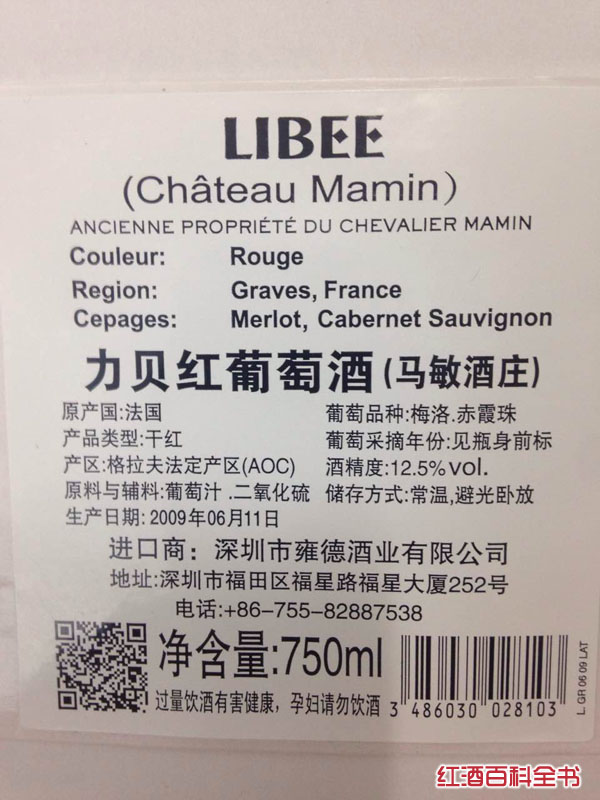 LIBEE
(Château Mamin)
ANCIENNE PROPRIÉTÉ DU CHEVALIER MAMIN
Couleur: Rouge
Region: Graves, France
Cepages: Merlot, Cabernet Sauvignon
力贝红葡萄酒(马敏酒庄)
原产国:法国 葡萄品种:梅洛.赤霞珠
产品类型:干红 葡萄采摘年份:见瓶身前标
产区:格拉夫法定产区(AOC) 酒精度:12.5%vol.
原料与辅料:葡萄汁.二氧化硫 储存方式:常温,避光卧放
生产日期:2009年06月11日
进口商:深圳市雍德酒业有限公司
地址:深圳市福田区福星路福星大厦252号
电话:+86-755-82887538
净含量:750ml
过量饮酒有害健康,孕妇请勿饮酒
3 486030 028103
L. GR 06 09 LAT
红酒百科全书